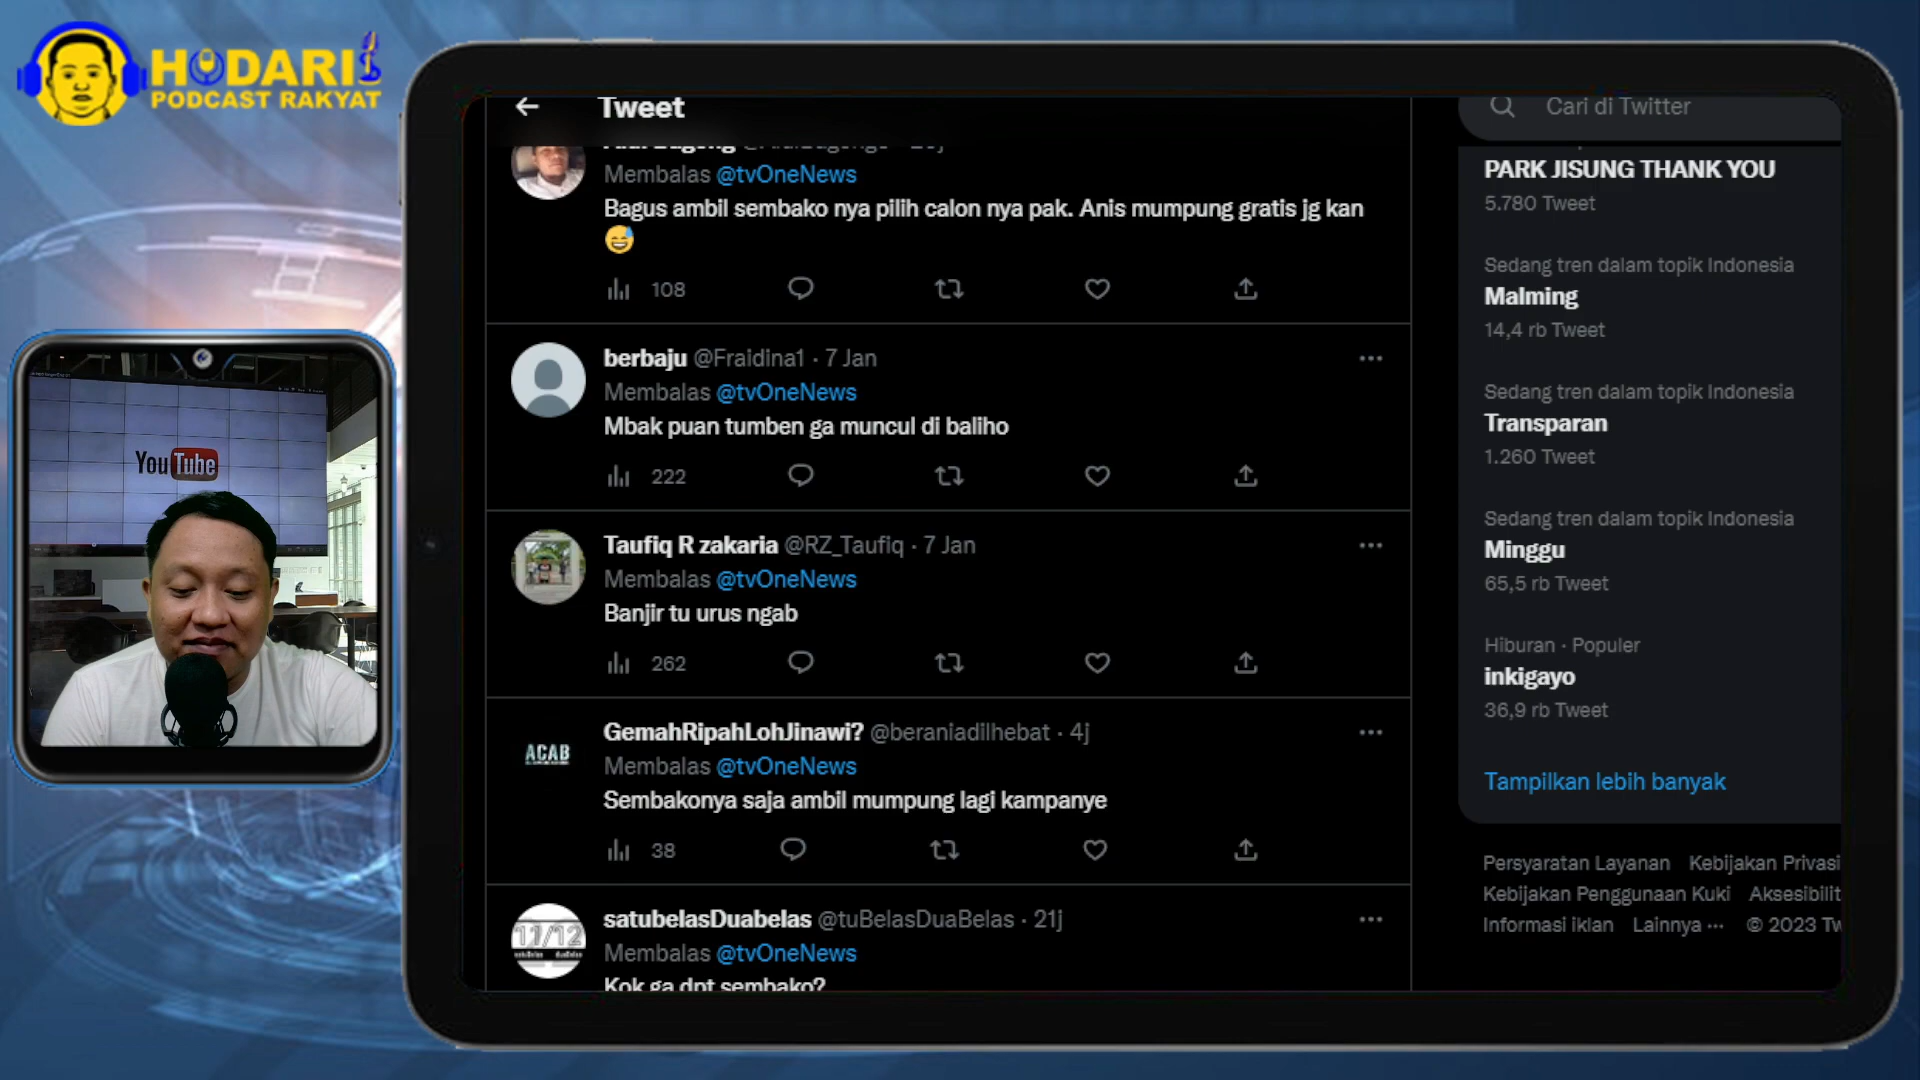 HODARI
PODCAST RAKYAT
YouTube
Tweet
Membalas @tvOneNews
Bagus ambil sembako nya pilih calon nya pak. Anis mumpung gratis jg kan
😅
108
berbaju @Fraidina1 · 7 Jan
Membalas @tvOneNews
Mbak puan tumben ga muncul di baliho
222
Taufiq R zakaria @RZ_Taufiq · 7 Jan
Membalas @tvOneNews
Banjir tu urus ngab
262
ACAB
GemahRipahLohJinawi? @beraniadilhebat · 4j
Membalas @tvOneNews
Sembakonya saja ambil mumpung lagi kampanye
38
11/12
satubelasDuabelas @tuBelasDuaBelas · 21j
Membalas @tvOneNews
Kok ga dpt sembako?
Cari di Twitter
PARK JISUNG THANK YOU
5.780 Tweet
Sedang tren dalam topik Indonesia
Malming
14,4 rb Tweet
Sedang tren dalam topik Indonesia
Transparan
1.260 Tweet
Sedang tren dalam topik Indonesia
Minggu
65,5 rb Tweet
Hiburan · Populer
inkigayo
36,9 rb Tweet
Tampilkan lebih banyak
Persyaratan Layanan Kebijakan Privasi
Kebijakan Penggunaan Kuki Aksesibilit
Informasi iklan Lainnya ··· © 2023 Tw